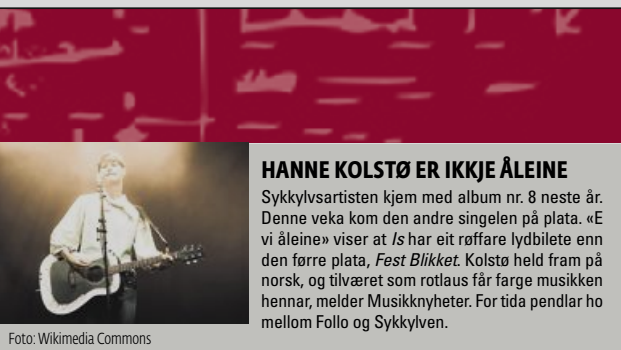 HANNE KOLSTØ ER IKKJE ÅLEINE
Sykkylvsartisten kjem med album nr. 8 neste år.
Denne veka kom den andre singelen på plata. «E
vi åleine» viser at Is har eit røffare lydbilete enn
den førre plata, Fest Blikket. Kolstø held fram på
norsk, og tilværet som rotlaus får farge musikken
hennar, melder Musikknyheter. For tida pendlar ho
mellom Follo og Sykkylven.
Foto: Wikimedia Commons